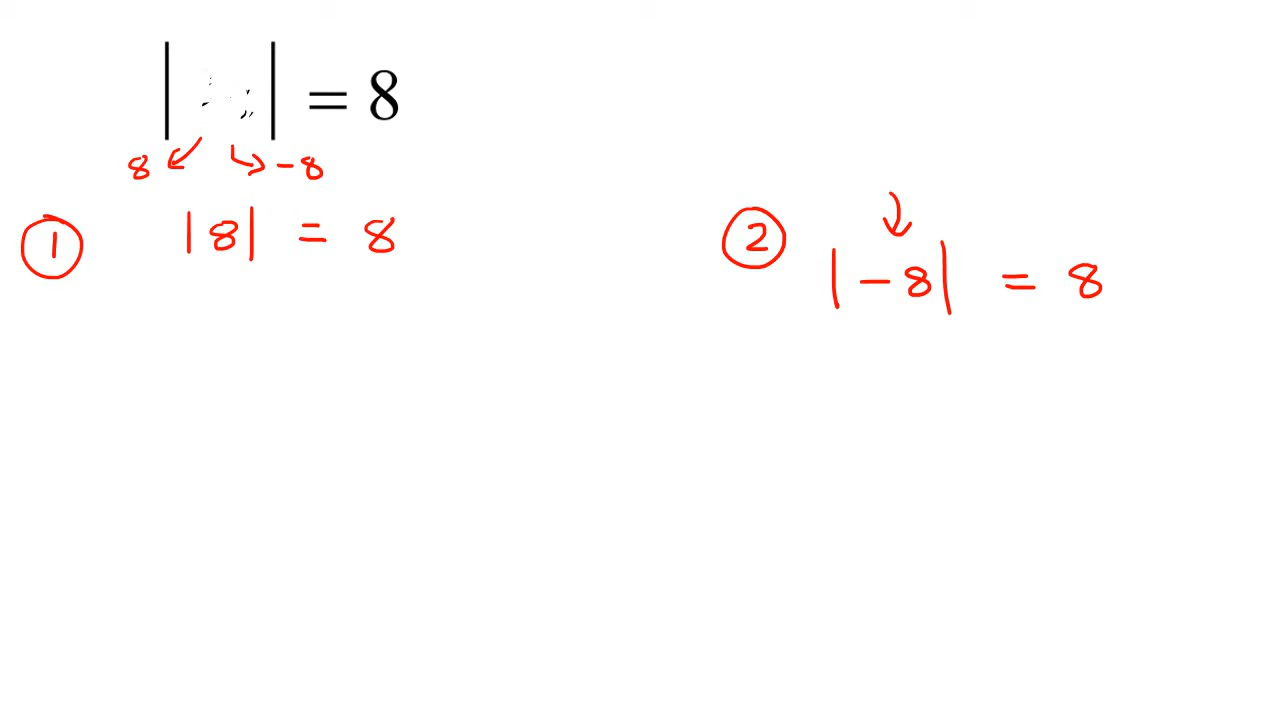 | | = 8
8 -8
① |8| = 8
② |-8| = 8